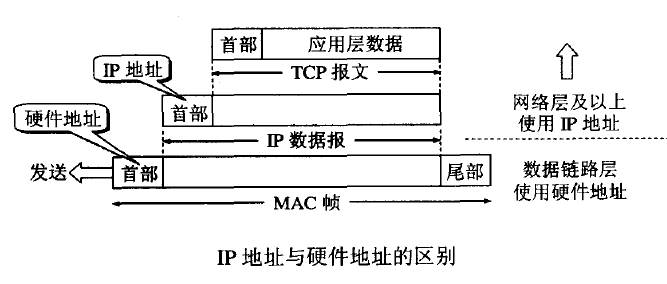 首部 应用层数据
TCP 报文
IP 地址
首部
网络层及以上
使用 IP 地址
硬件地址
IP 数据报
发送
首部
尾部
数据链路层
使用硬件地址
MAC 帧
IP 地址与硬件地址的区别